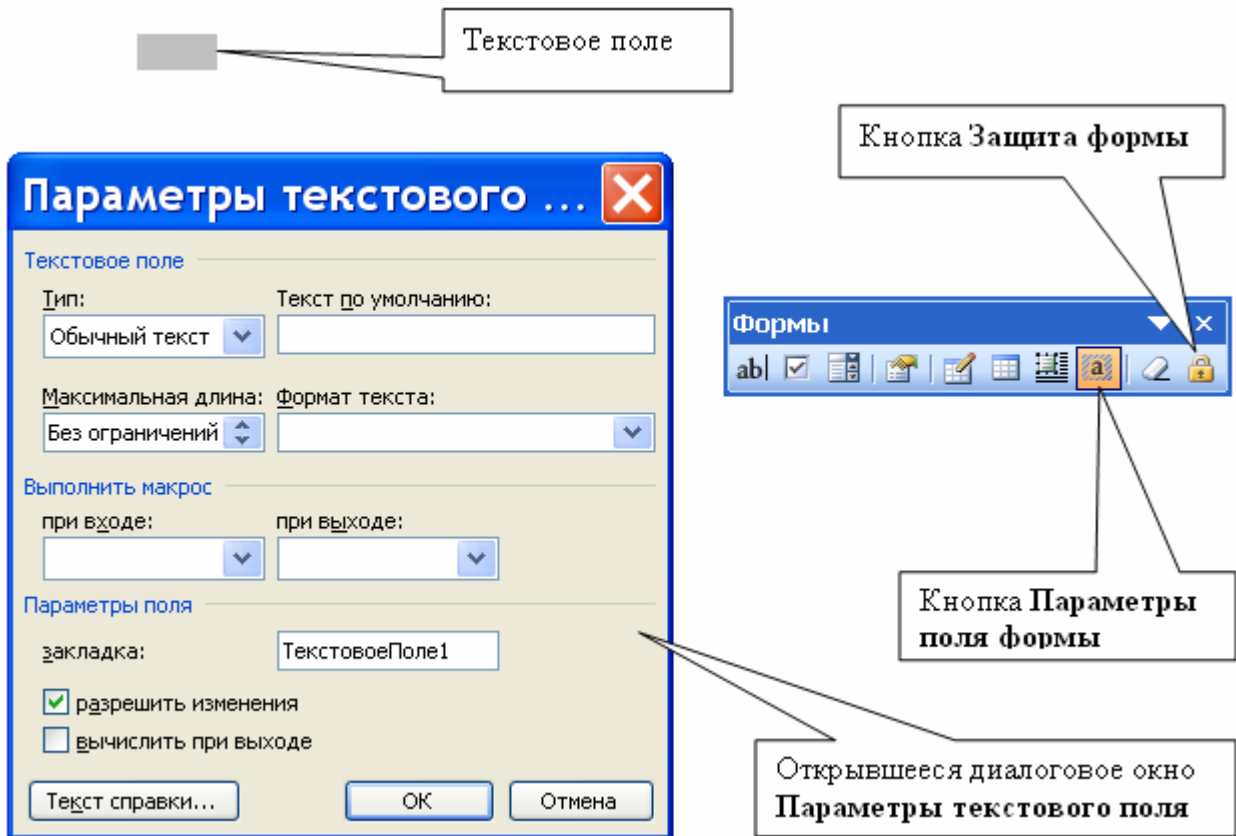 Текстовое поле
Кнопка Защита формы
Параметры текстового ...
Текстовое поле
Тип:
Текст по умолчанию:
Обычный текст
Максимальная длина:
Формат текста:
Без ограничений
Выполнить макрос
при входе:
при выходе:
Параметры поля
закладка:
ТекстовоеПоле1
разрешить изменения
вычислить при выходе
Текст справки...
ОК
Отмена
Формы
ab
a
Кнопка Параметры
поля формы
Открывшееся диалоговое окно
Параметры текстового поля